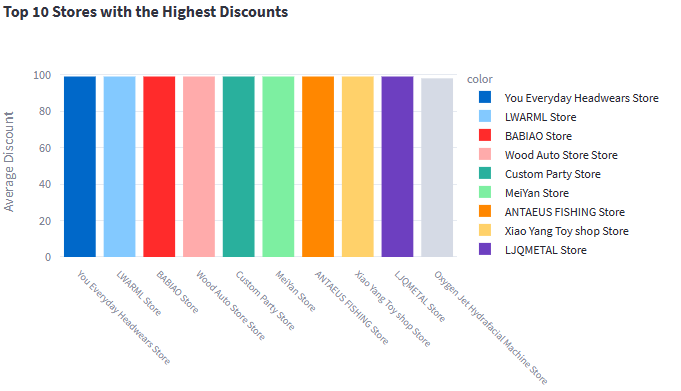 Top 10 Stores with the Highest Discounts
color
100
80
60
40
20
0
Average Discount
You Everyday Headwears Store
LWARML Store
BABIAO Store
Wood Auto Store Store
Custom Party Store
MeiYan Store
ANTAEUS FISHING Store
Xiao Yang Toy shop Store
LJQMETAL Store
You Everyday Headwears Store
LWARML Store
BABIAO Store
Wood Auto Store Store
Custom Party Store
MeiYan Store
ANTAEUS FISHING Store
Xiao Yang Toy shop Store
LJQMETAL Store
Oxygen Jet Hydrafacial Machine Store